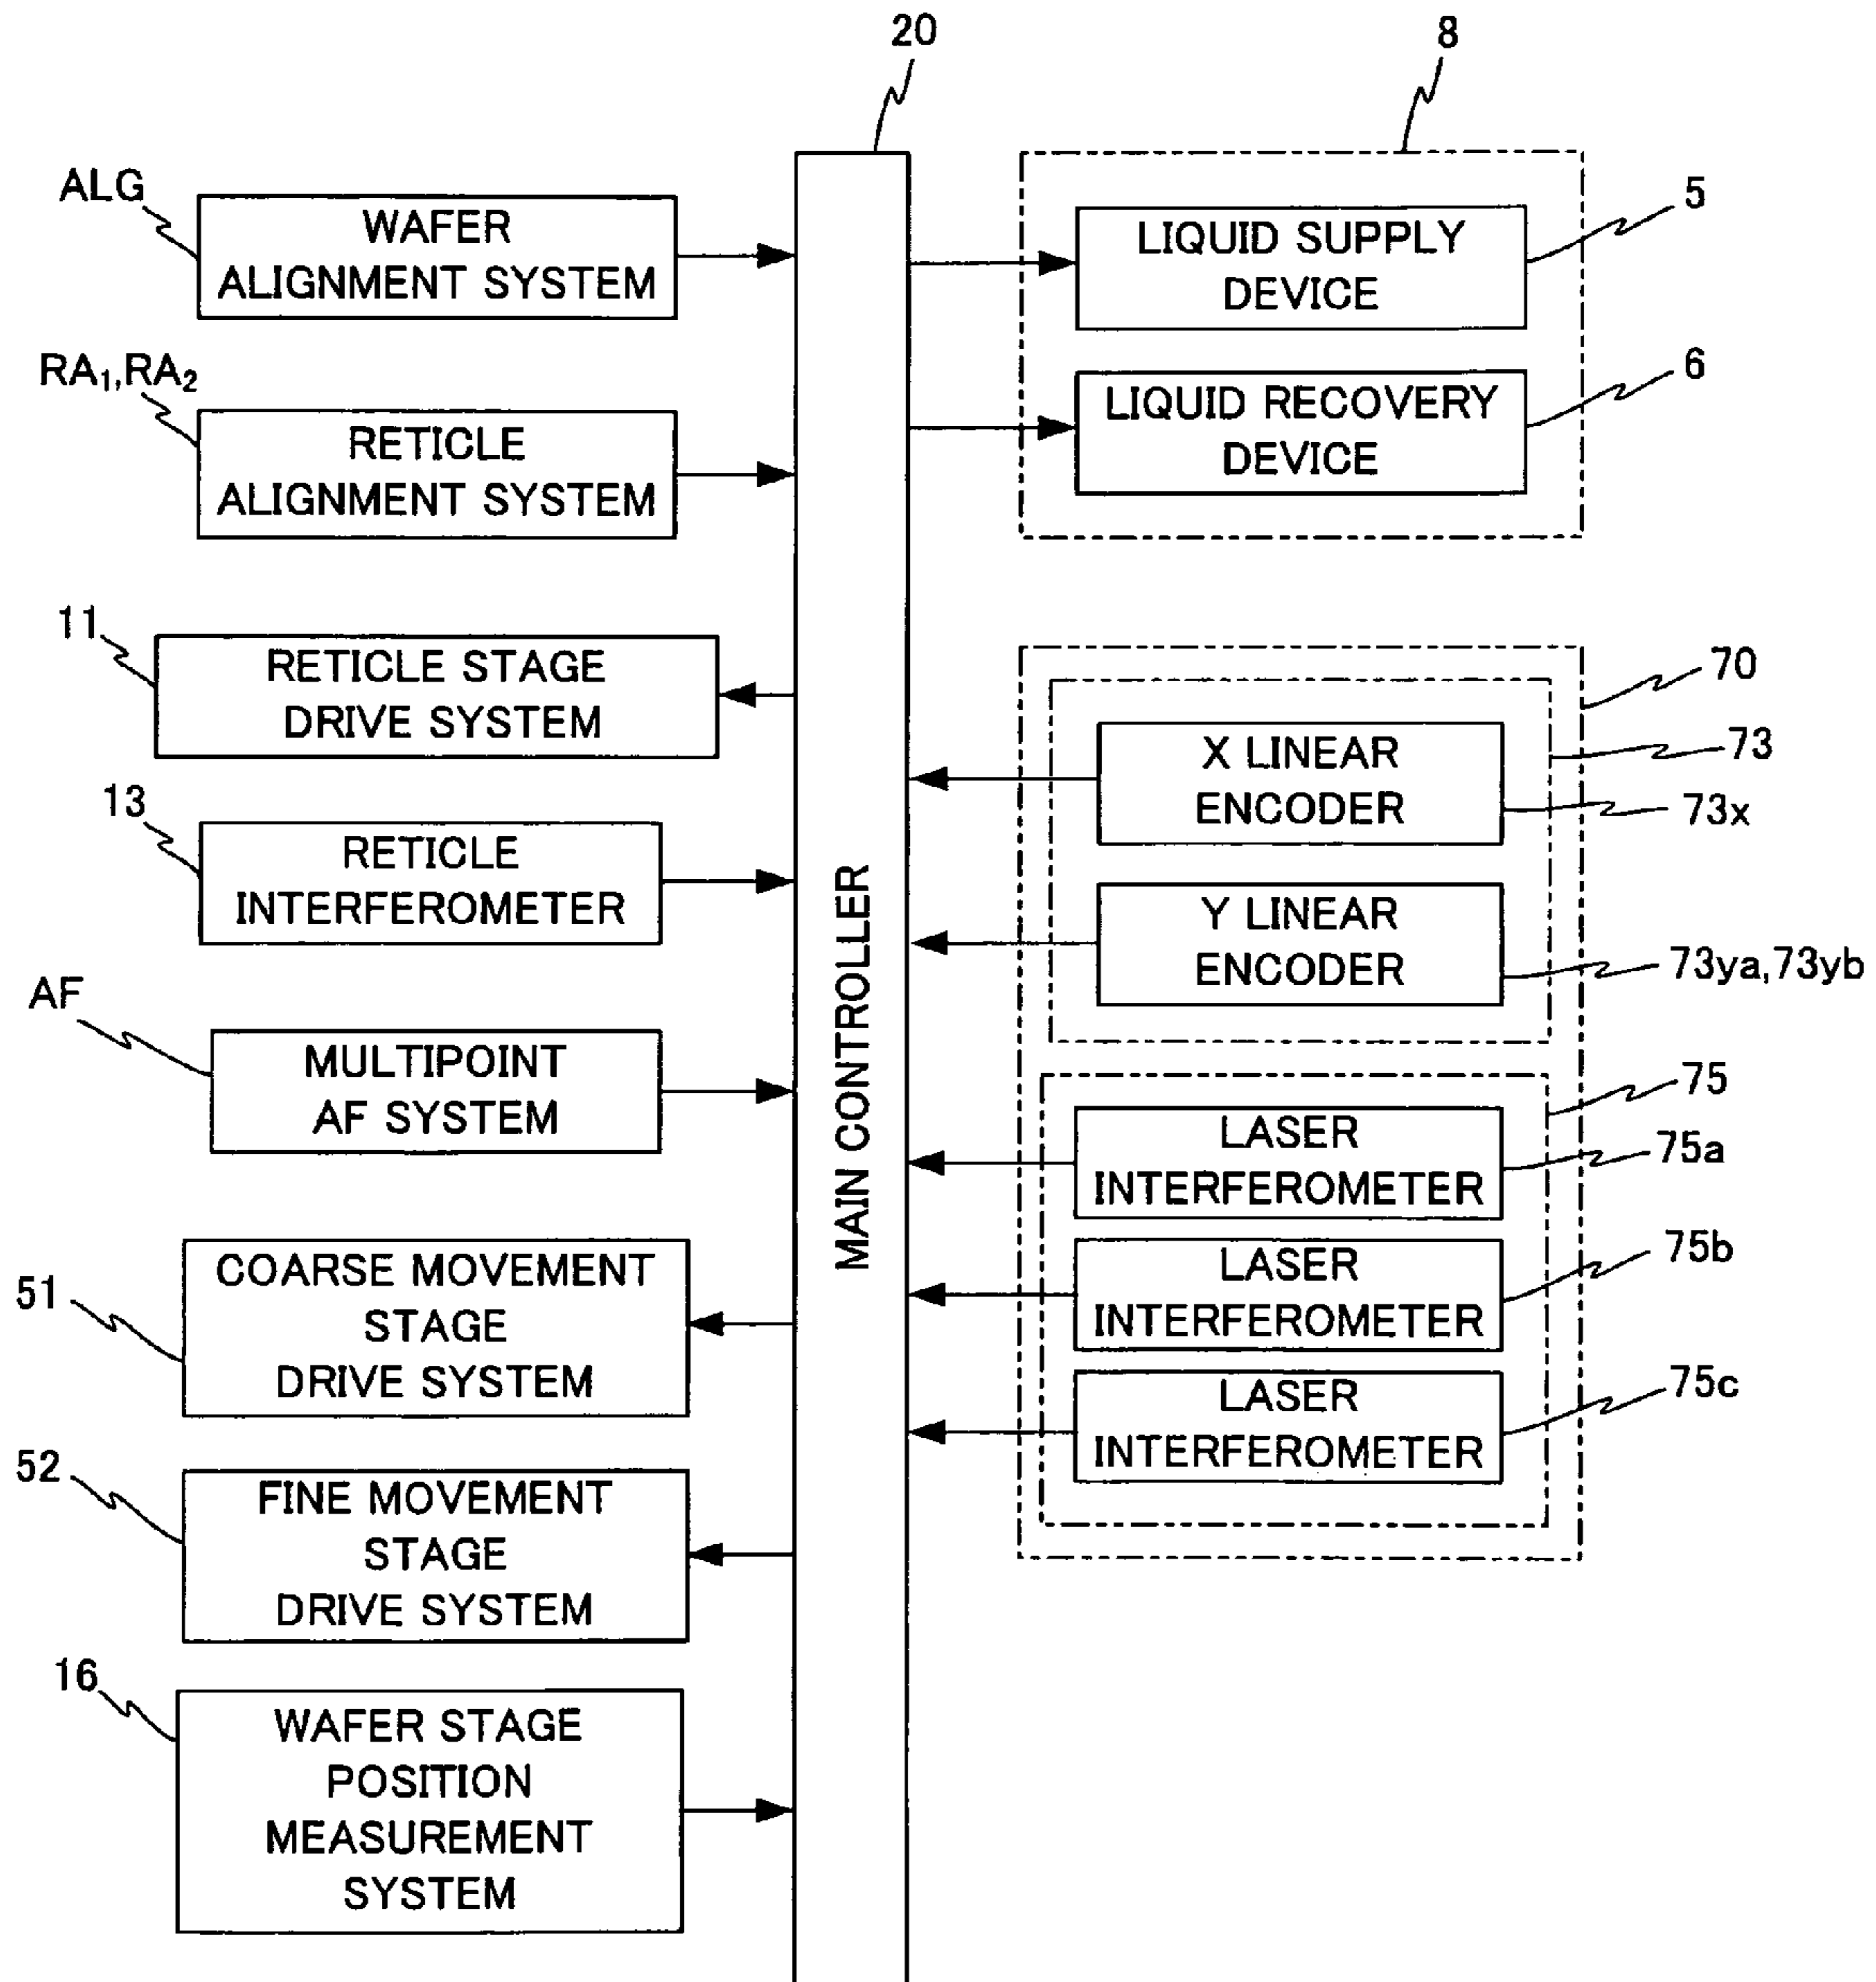 20
8
ALG
WAFER
ALIGNMENT SYSTEM
RA1,RA2
RETICLE
ALIGNMENT SYSTEM
11
RETICLE STAGE
DRIVE SYSTEM
13
RETICLE
INTERFEROMETER
AF
MULTIPOINT
AF SYSTEM
51
COARSE MOVEMENT
STAGE
DRIVE SYSTEM
52
FINE MOVEMENT
STAGE
DRIVE SYSTEM
16
WAFER STAGE
POSITION
MEASUREMENT
SYSTEM
MAIN CONTROLLER
LIQUID SUPPLY
DEVICE
5
LIQUID RECOVERY
DEVICE
6
70
73
X LINEAR
ENCODER
73x
Y LINEAR
ENCODER
73ya,73yb
75
LASER
INTERFEROMETER
75a
LASER
INTERFEROMETER
75b
LASER
INTERFEROMETER
75c